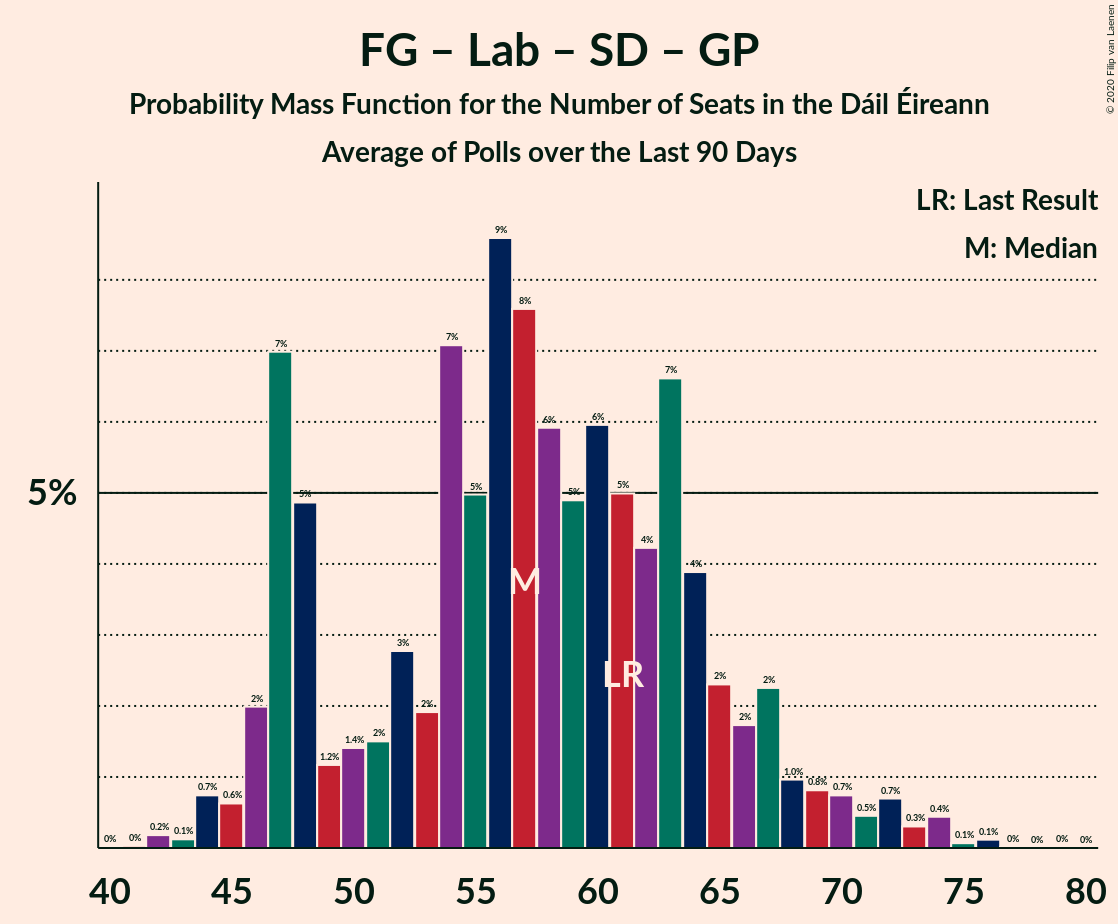 FG – Lab – SD – GP
Probability Mass Function for the Number of Seats in the Dáil Éireann
Average of Polls over the Last 90 Days
© 2020 Filip van Laenen
LR: Last Result
M: Median
5%
0% 0% 0.2% 0.1% 0.7% 0.6% 2% 7% 5% 1.2% 1.4% 2% 3% 2% 7% 5% 9% 8% 6% 5% 6% 5% 4% 7% 4% 2% 2% 2% 1.0% 0.8% 0.7% 0.5% 0.7% 0.3% 0.4% 0.1% 0.1% 0% 0% 0% 0%
M
LR
40 45 50 55 60 65 70 75 80